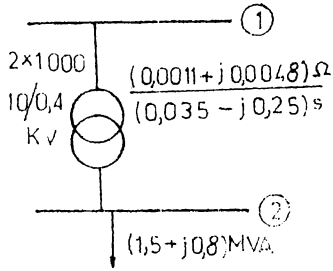 1
2×1000
10/0,4
KV
(0,0011+j0,0048)Ω
(0,035-j0,25)s
2
(1,5+j0,8)MVA